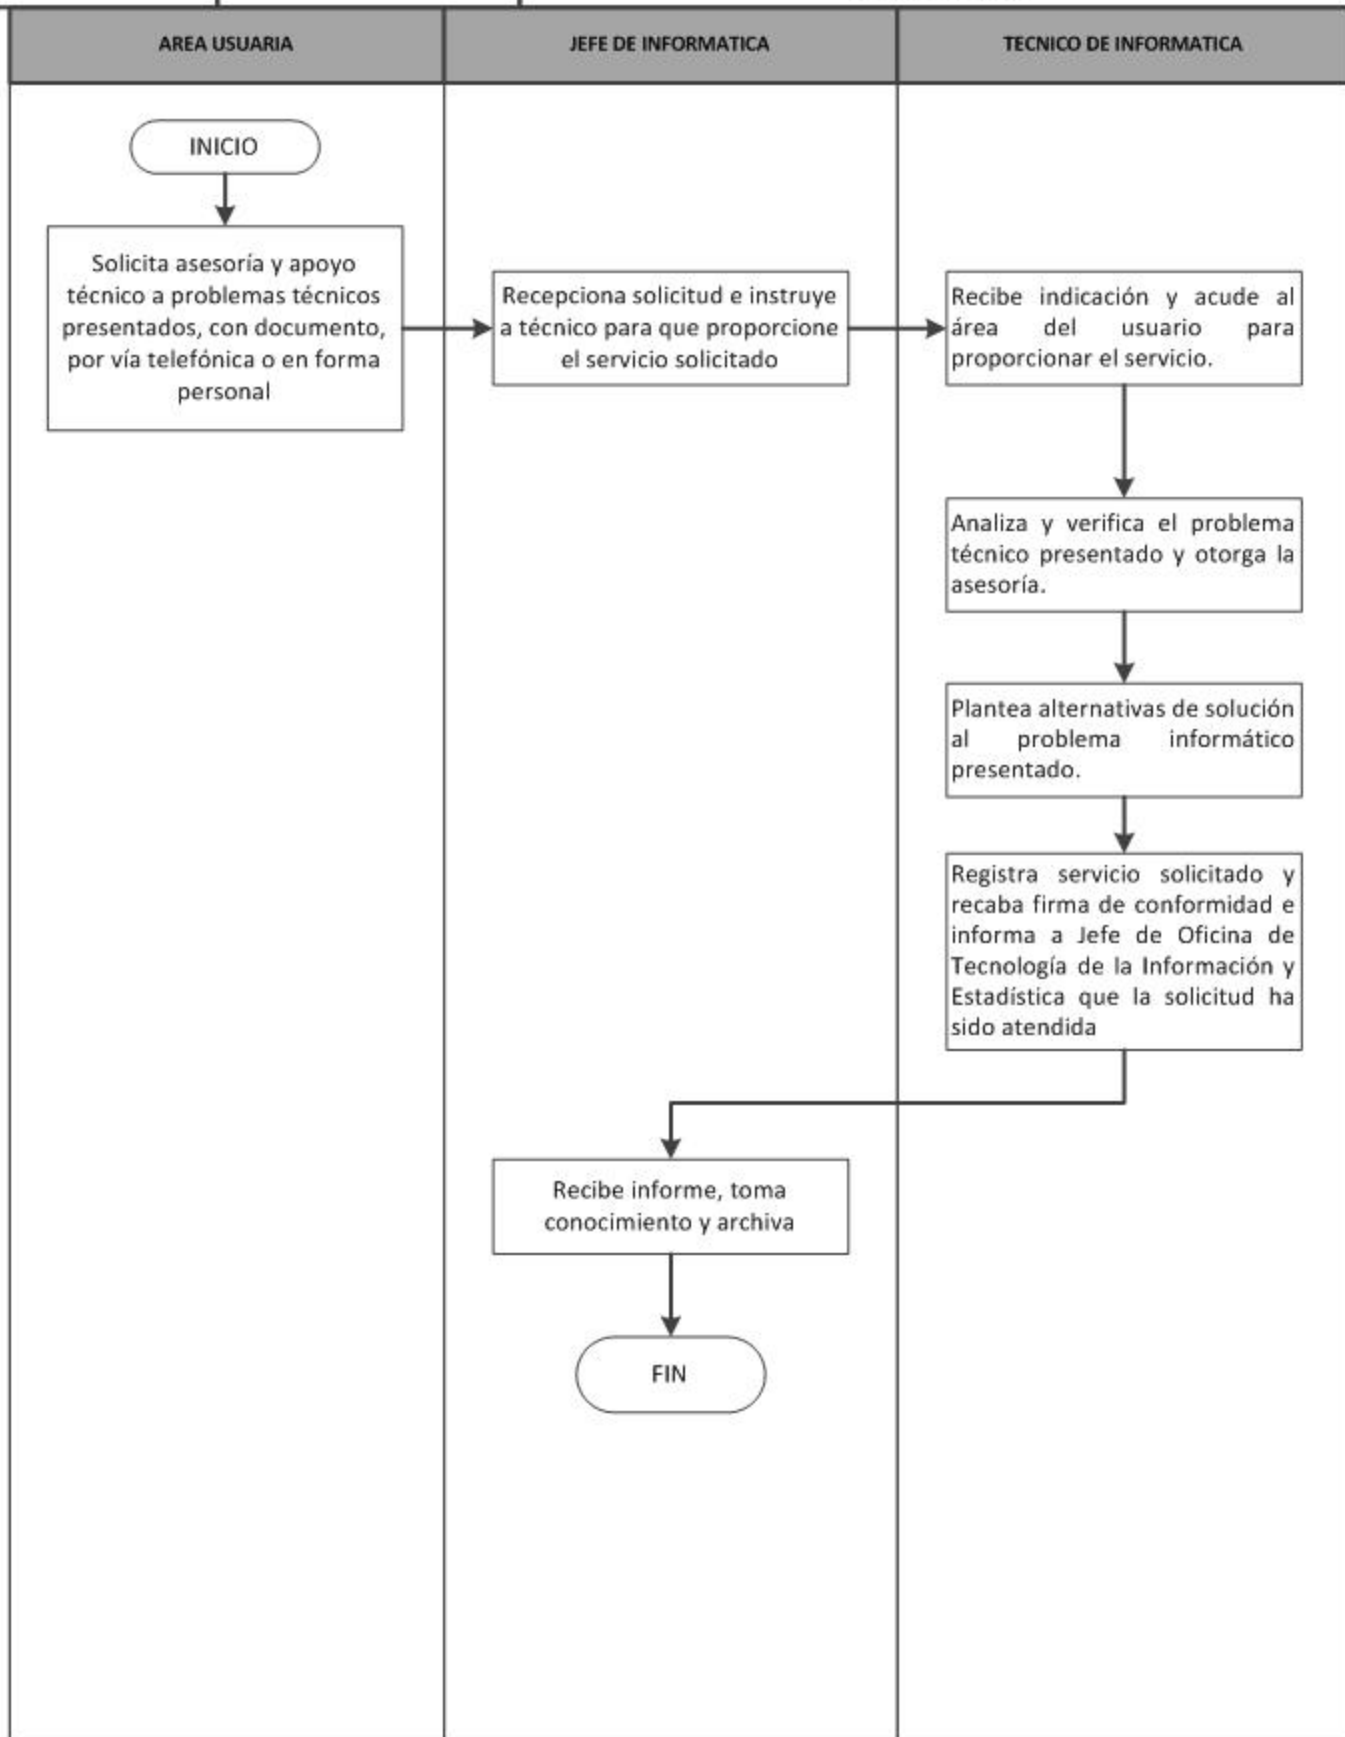 AREA USUARIA
JEFE DE INFORMATICA
TECNICO DE INFORMATICA
INICIO
Solicita asesoría y apoyo
técnico a problemas técnicos
presentados, con documento,
por vía telefónica o en forma
personal
Recepciona solicitud e instruye
a técnico para que proporcione
el servicio solicitado
Recibe indicación y acude al
área del usuario para
proporcionar el servicio.
Analiza y verifica el problema
técnico presentado y otorga la
asesoría.
Plantea alternativas de solución
al problema informático
presentado.
Registra servicio solicitado y
recaba firma de conformidad e
informa a Jefe de Oficina de
Tecnología de la Información y
Estadística que la solicitud ha
sido atendida
Recibe informe, toma
conocimiento y archiva
FIN